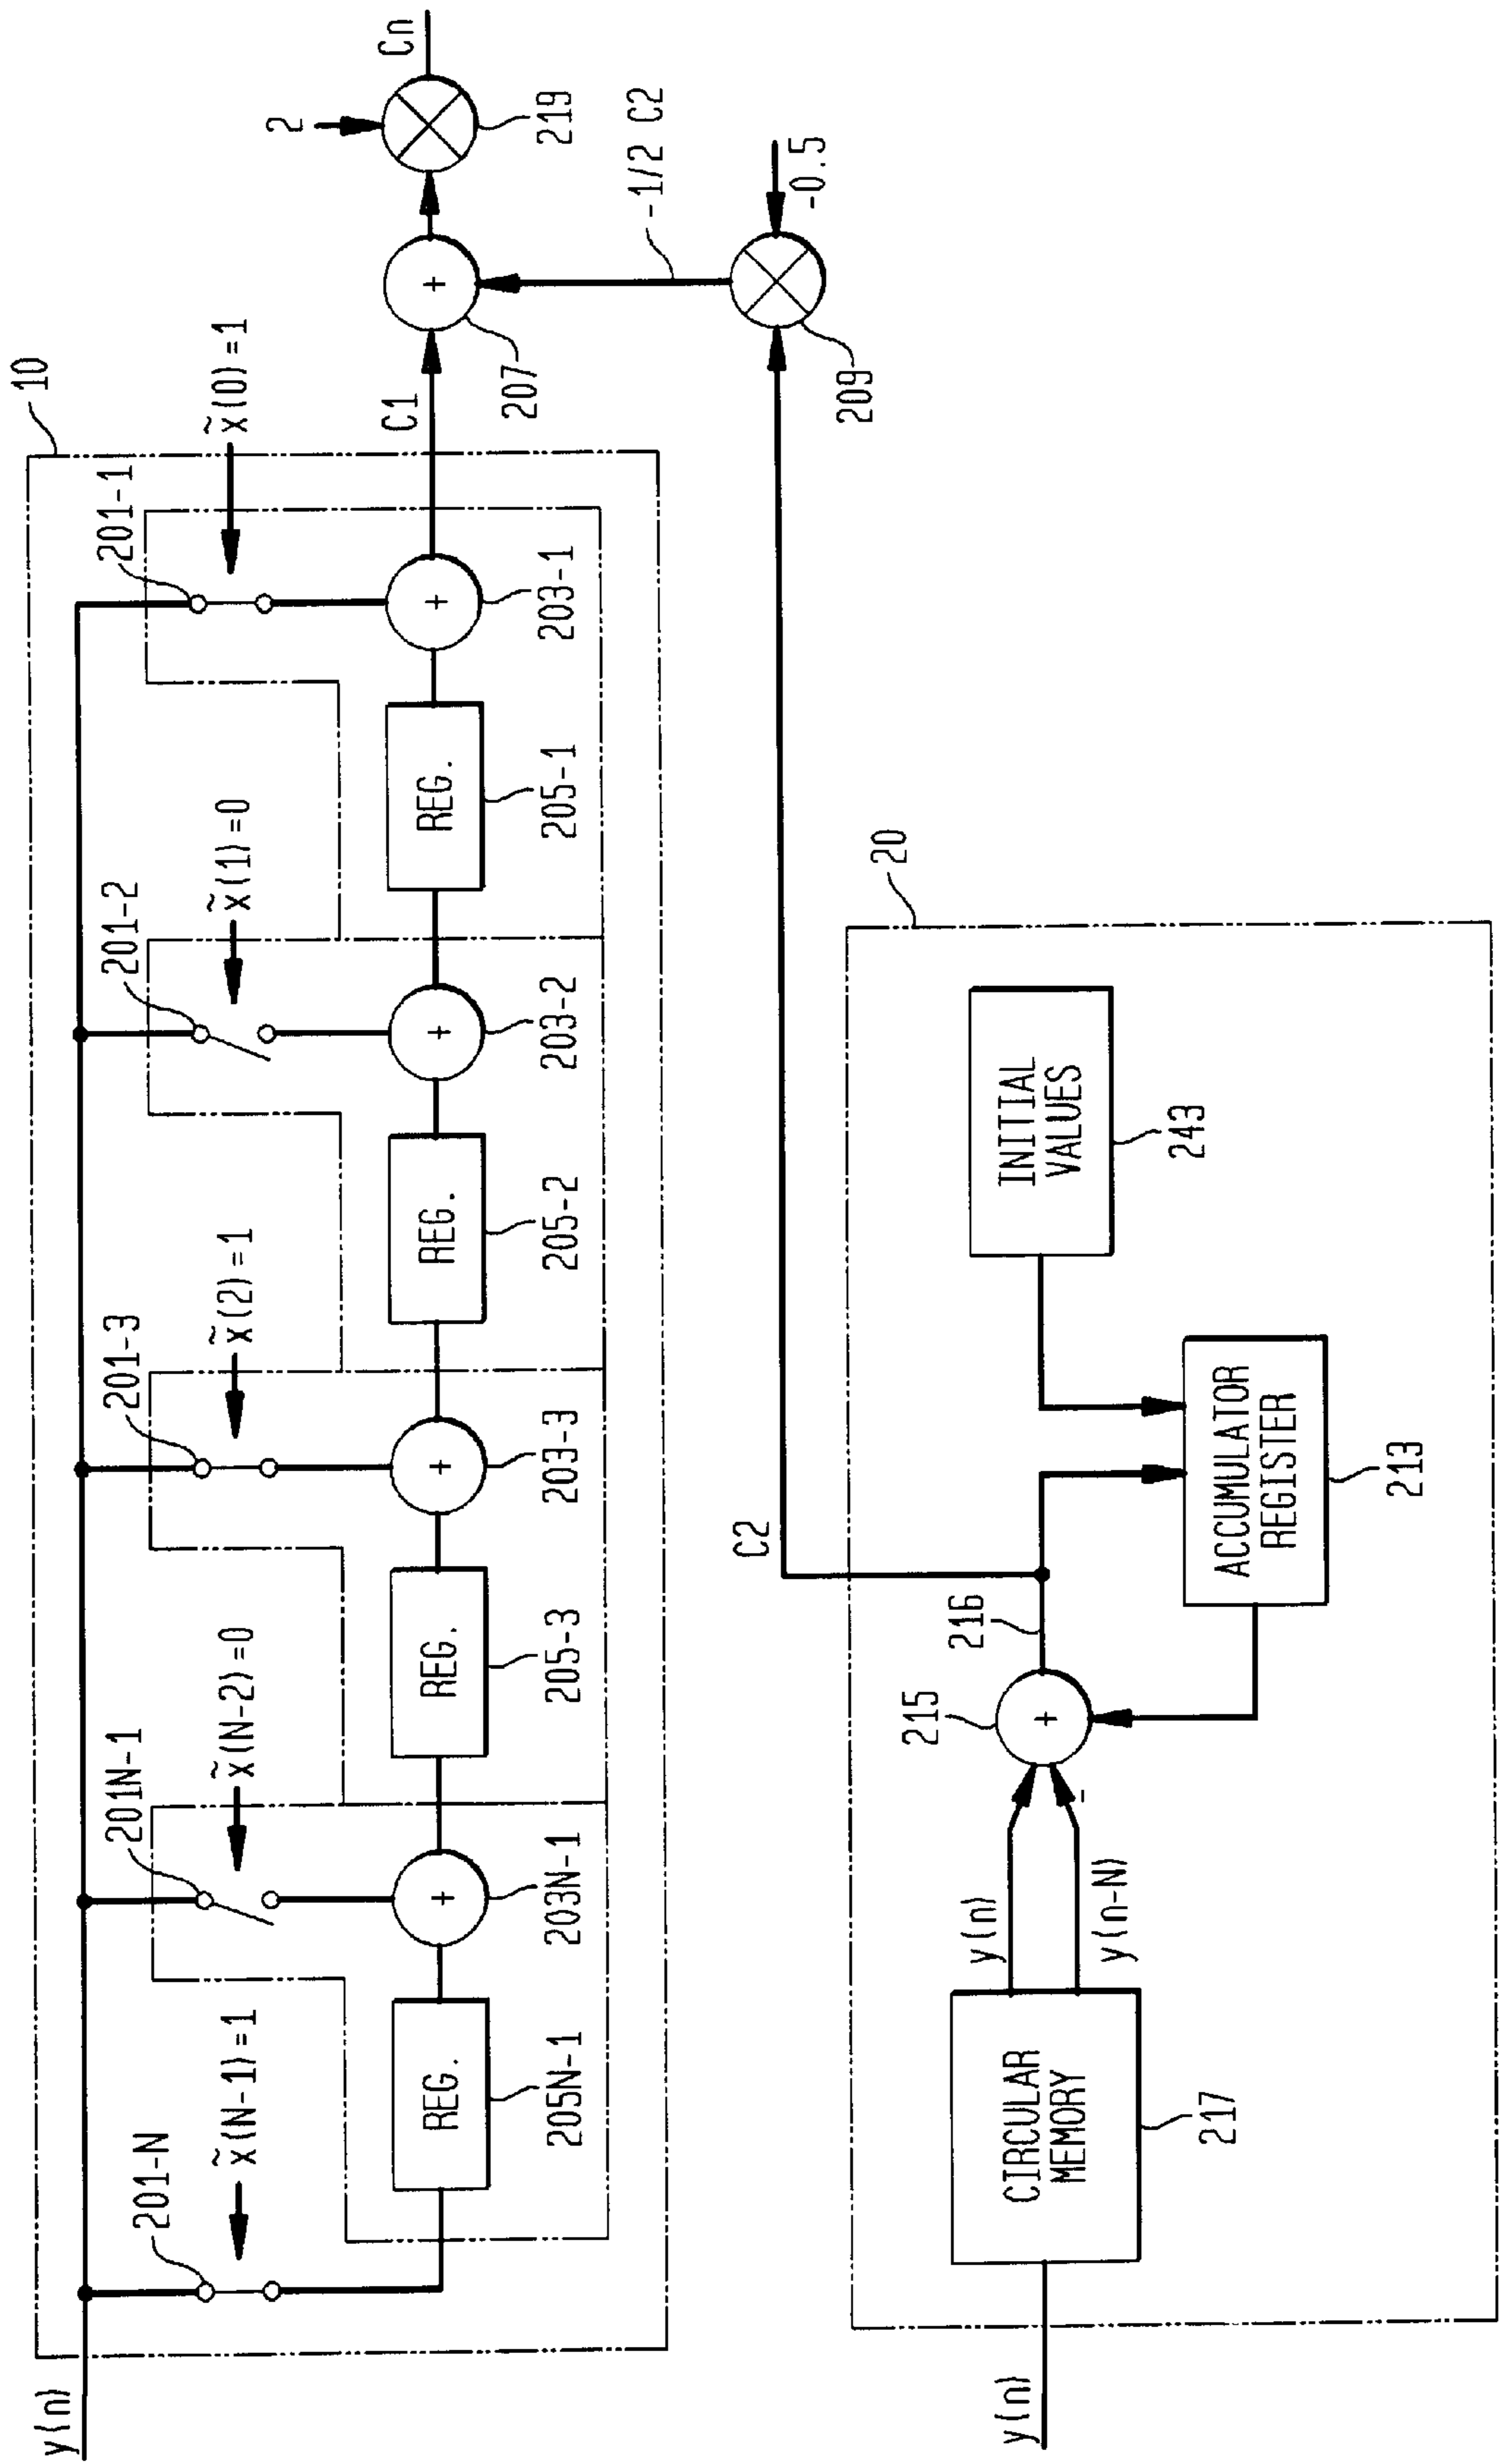 y(n)
201-N
x̃(N-1)=1
201N-1
x̃(N-2)=0
201-3
x̃(2)=1
201-2
x̃(1)=0
201-1
x̃(0)=1
10
REG.
205N-1
203N-1
REG.
205-3
203-3
REG.
205-2
203-2
REG.
205-1
203-1
C1
207
2
219
Cn
-1/2 C2
-0.5
209
C2
20
y(n)
CIRCULAR
MEMORY
217
y(n)
y(n-N)
-
215
216
ACCUMULATOR
REGISTER
213
INITIAL
VALUES
243
+
+
+
+
+
+